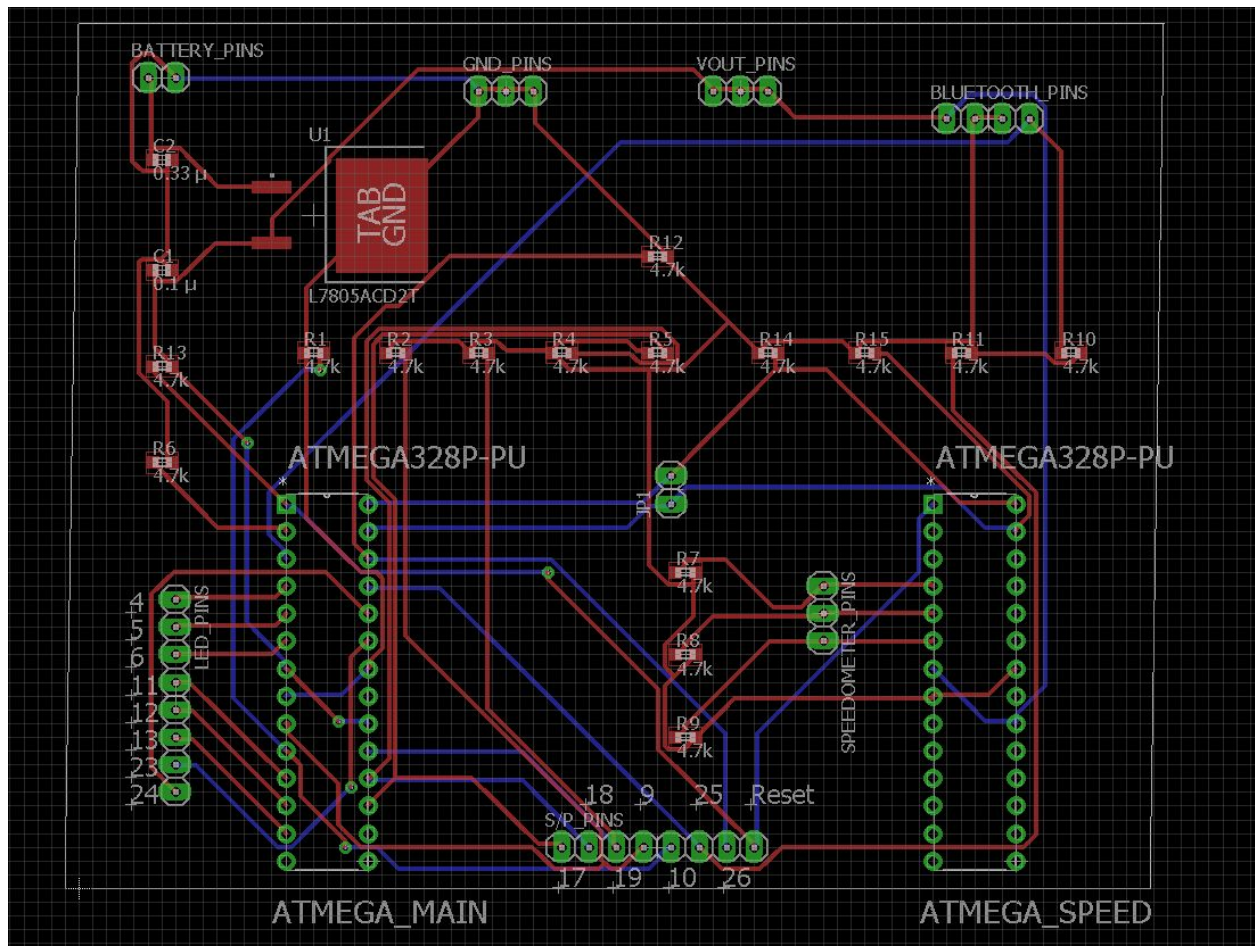 BATTERY_PINS
GND_PINS
VOUT_PINS
BLUETOOTH_PINS
U1
C2
0.33 µ
TAB
GND
R12
4.7k
C1
0.1 µ
L7805ACD2T
R13
4.7k
R1
4.7k
R2
4.7k
R3
4.7k
R4
4.7k
R5
4.7k
R14
4.7k
R15
4.7k
R11
4.7k
R10
4.7k
R6
4.7k
ATMEGA328P-PU
ATMEGA328P-PU
*
*
JP1
R7
4.7k
SPEEDOMETER_PINS
LED_PINS
4
5
6
11
12
13
23
24
R8
4.7k
R9
4.7k
18
9
25
Reset
S/P_PINS
17
19
10
26
ATMEGA_MAIN
ATMEGA_SPEED